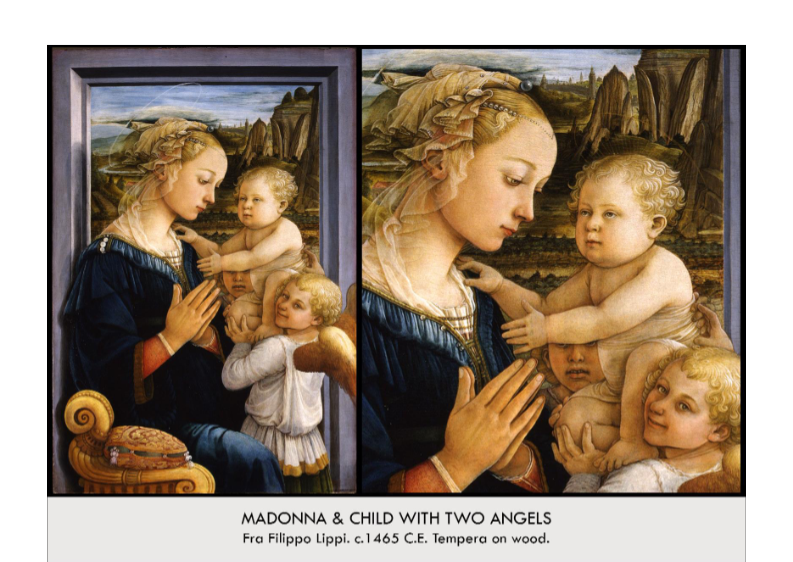 MADONNA & CHILD WITH TWO ANGELS
Fra Filippo Lippi. c.1465 C.E. Tempera on wood.